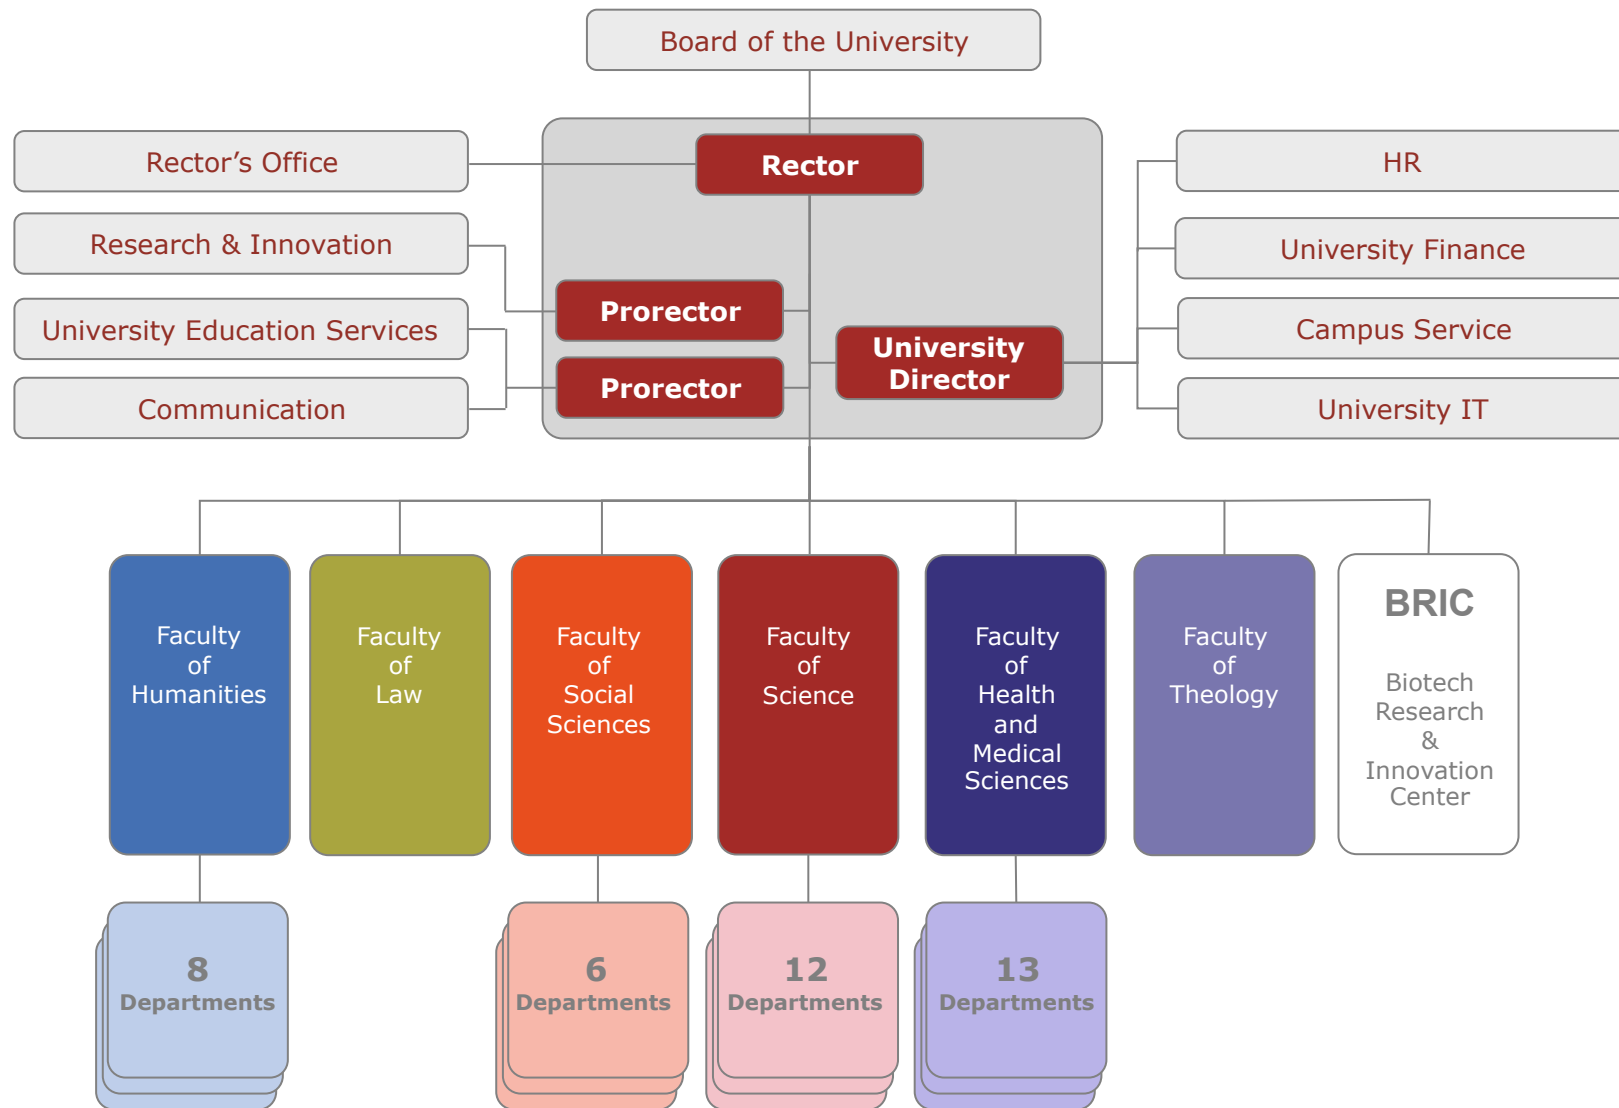 Board of the University
Rector’s Office
Rector
HR
Research & Innovation
University Finance
Prorector
University Education Services
Campus Service
University
Director
Prorector
Communication
University IT
Faculty
of
Humanities
Faculty
of
Law
Faculty
of
Social
Sciences
Faculty
of
Science
Faculty
of
Health
and
Medical
Sciences
Faculty
of
Theology
BRIC
Biotech
Research
&
Innovation
Center
8
Departments
6
Departments
12
Departments
13
Departments